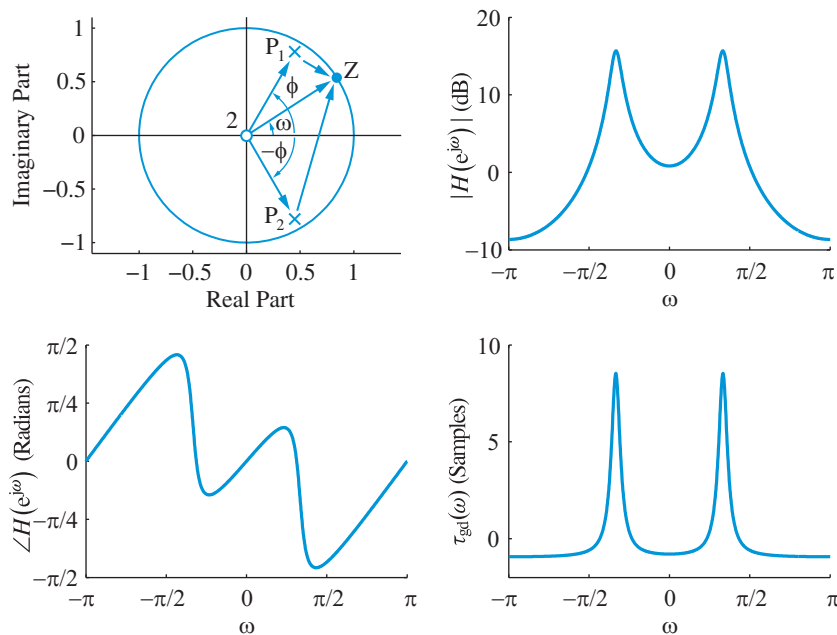 1
0.5
0
−0.5
−1
−1
−0.5
0
0.5
1
Imaginary Part
Real Part
P1
Z
2
ϕ
ω
−ϕ
P2
20
10
0
−10
−π
−π/2
0
π/2
π
|H(e^jω)| (dB)
ω
π/2
π/4
0
−π/4
−π/2
−π
−π/2
0
π/2
π
∠H(e^jω) (Radians)
ω
10
5
0
−π
−π/2
0
π/2
π
τgd(ω) (Samples)
ω